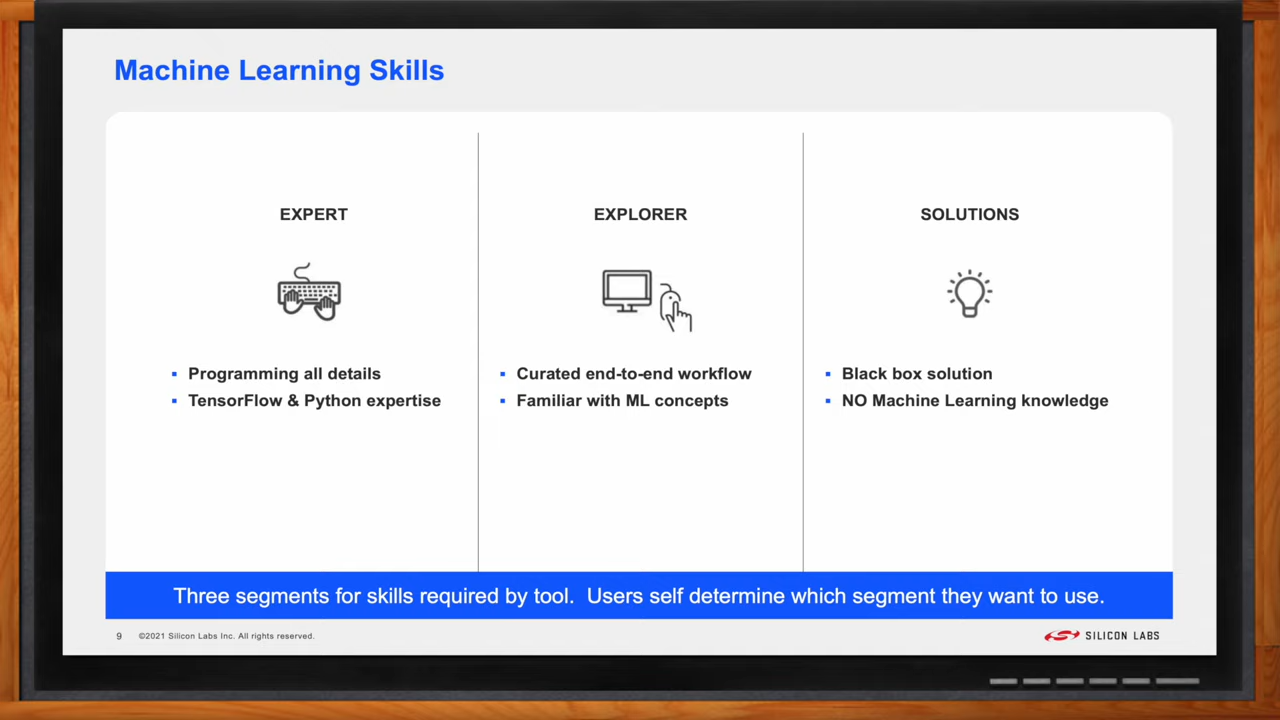 Machine Learning Skills
EXPERT
Programming all details
TensorFlow & Python expertise
EXPLORER
Curated end-to-end workflow
Familiar with ML concepts
SOLUTIONS
Black box solution
NO Machine Learning knowledge
Three segments for skills required by tool. Users self determine which segment they want to use.
9 ©2021 Silicon Labs Inc. All rights reserved.
SILICON LABS